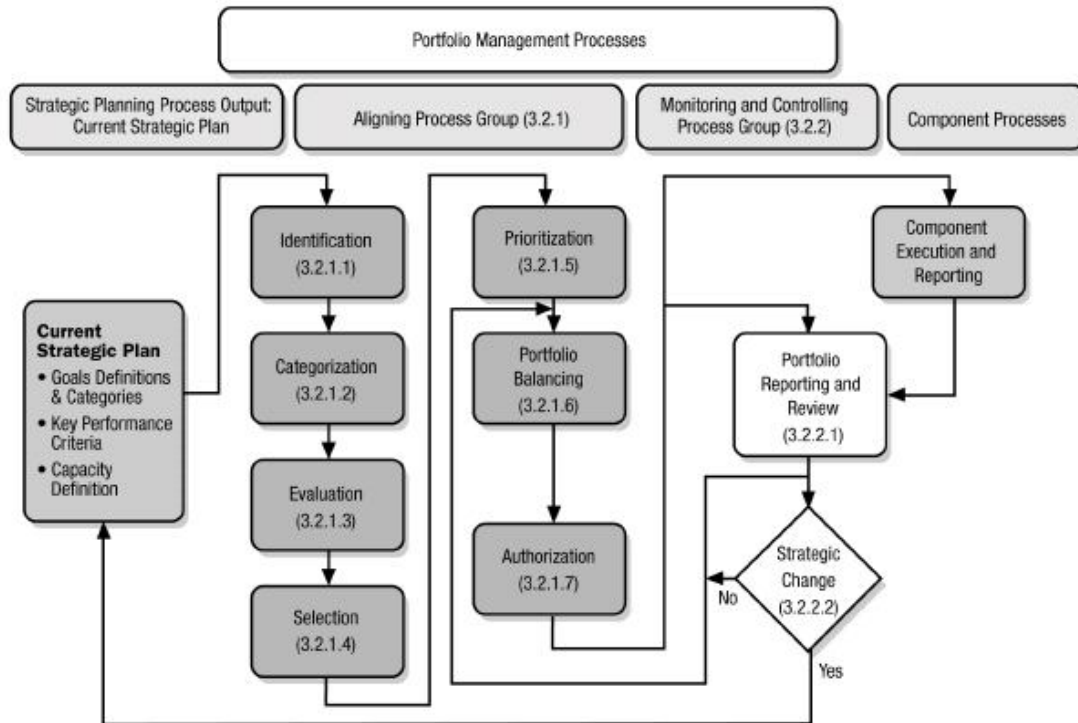 Portfolio Management Processes
Strategic Planning Process Output:
Current Strategic Plan
Aligning Process Group (3.2.1)
Monitoring and Controlling
Process Group (3.2.2)
Component Processes
Identification
(3.2.1.1)
Prioritization
(3.2.1.5)
Component
Execution and
Reporting
Current
Strategic Plan
• Goals Definitions
& Categories
• Key Performance
Criteria
• Capacity
Definition
Categorization
(3.2.1.2)
Portfolio
Balancing
(3.2.1.6)
Portfolio
Reporting and
Review
(3.2.2.1)
Evaluation
(3.2.1.3)
Authorization
(3.2.1.7)
Strategic
Change
(3.2.2.2)
No
Selection
(3.2.1.4)
Yes